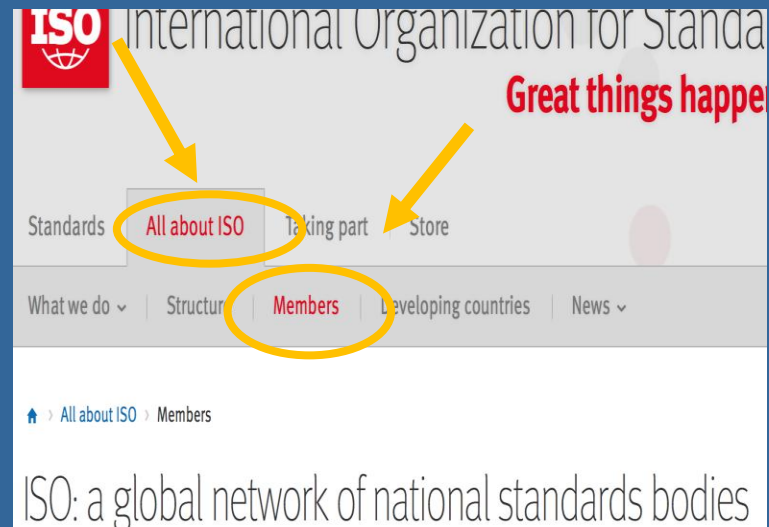 ISO International Organization for Standa
Great things happe
Standards All about ISO Taking part Store
What we do Structur Members Developing countries News
All about ISO > Members
ISO: a global network of national standards bodies